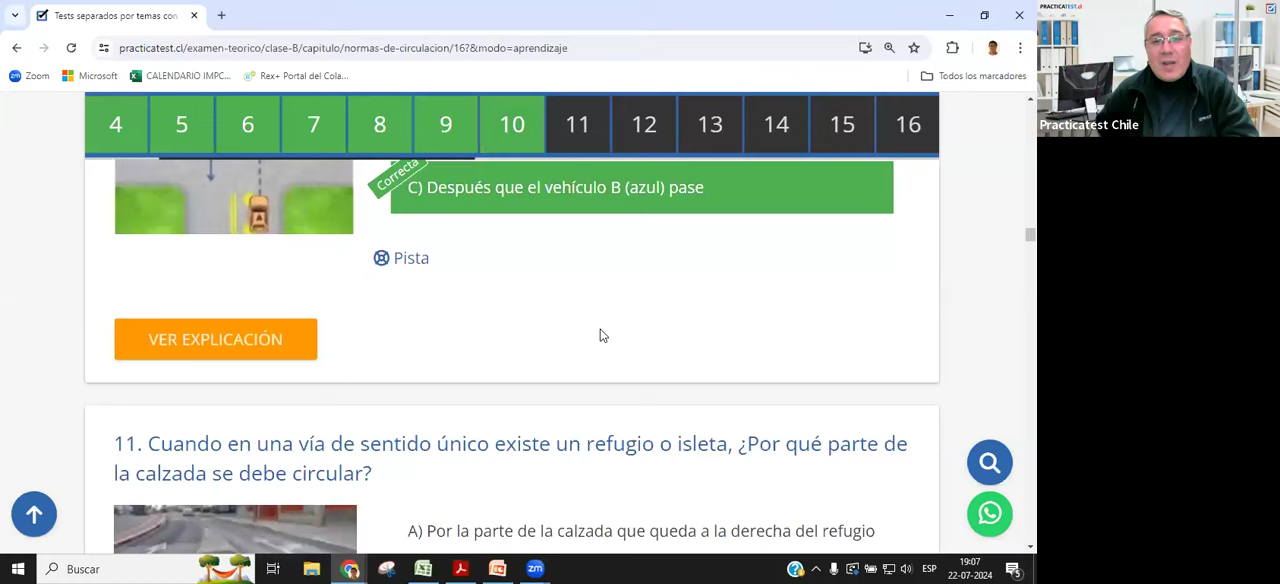 Tests separados por temas con
practicatest.cl/examen-teorico/clase-B/capitulo/normas-de-circulacion/16?&modo=aprendizaje
Zoom
Microsoft
CALENDARIO IMPC...
Rex+ Portal del Cola...
Todos los marcadores
PRACTICATEST.cl
Practicatest Chile
4 5 6 7 8 9 10 11 12 13 14 15 16
Correcta
C) Después que el vehículo B (azul) pase
A
Pista
VER EXPLICACIÓN
11. Cuando en una vía de sentido único existe un refugio o isleta, ¿Por qué parte de
la calzada se debe circular?
A) Por la parte de la calzada que queda a la derecha del refugio
Buscar
ESP
19:07
22-07-2024
5